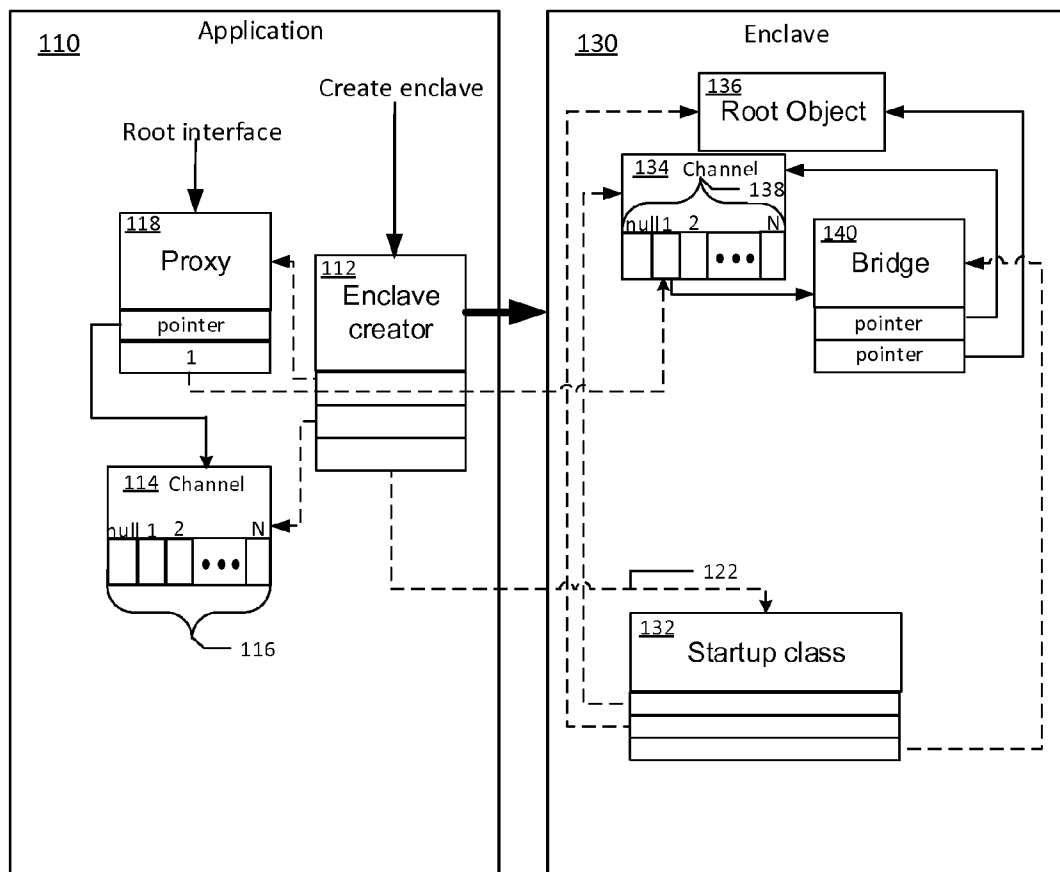 110
Application
Create enclave
Root interface
118
Proxy
pointer
1
112
Enclave
creator
114 Channel
null 1 2 N
116
130
Enclave
136
Root Object
134 Channel
138
null 1 2 N
140
Bridge
pointer
pointer
122
132
Startup class